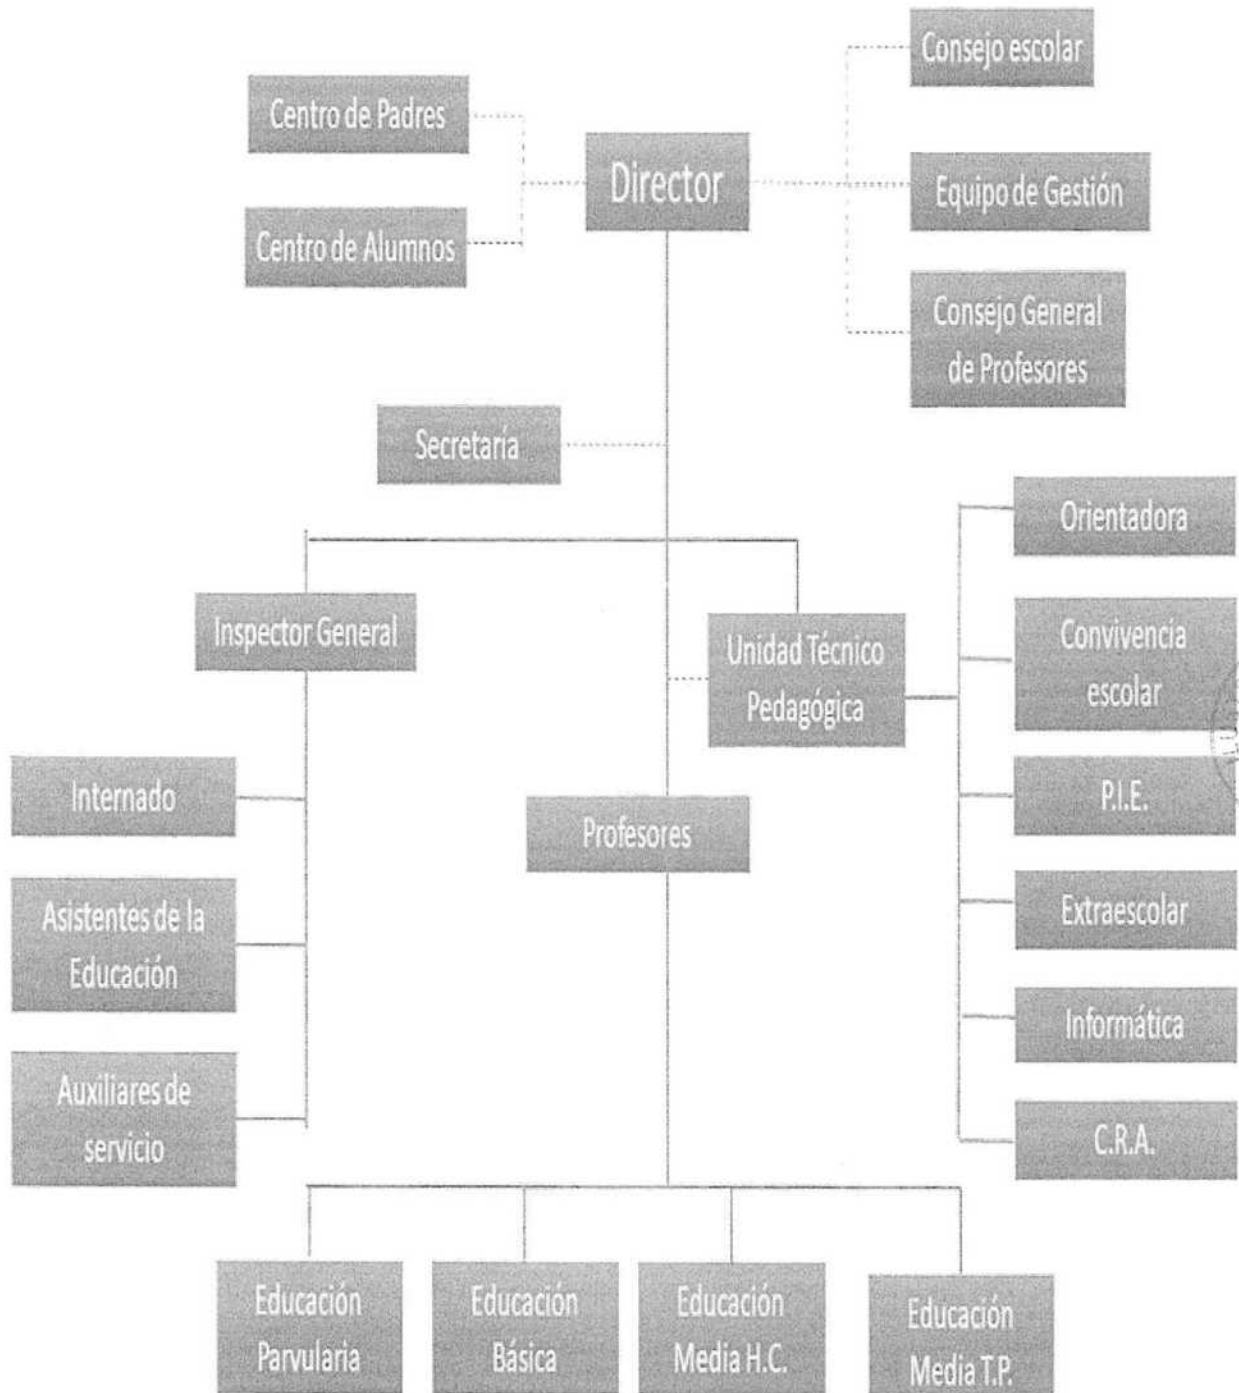 Consejo escolar
Centro de Padres
Director
Equipo de Gestión
Centro de Alumnos
Consejo General
de Profesores
Secretaría
Orientadora
Inspector General
Unidad Técnico
Pedagógica
Convivencia
escolar
Internado
P.I.E.
Profesores
Asistentes de la
Educación
Extraescolar
Informática
Auxiliares de
servicio
C.R.A.
Educación
Parvularia
Educación
Básica
Educación
Media H.C.
Educación
Media T.P.